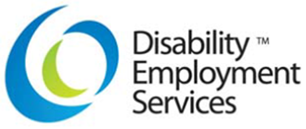 Disability ™
Employment
Services